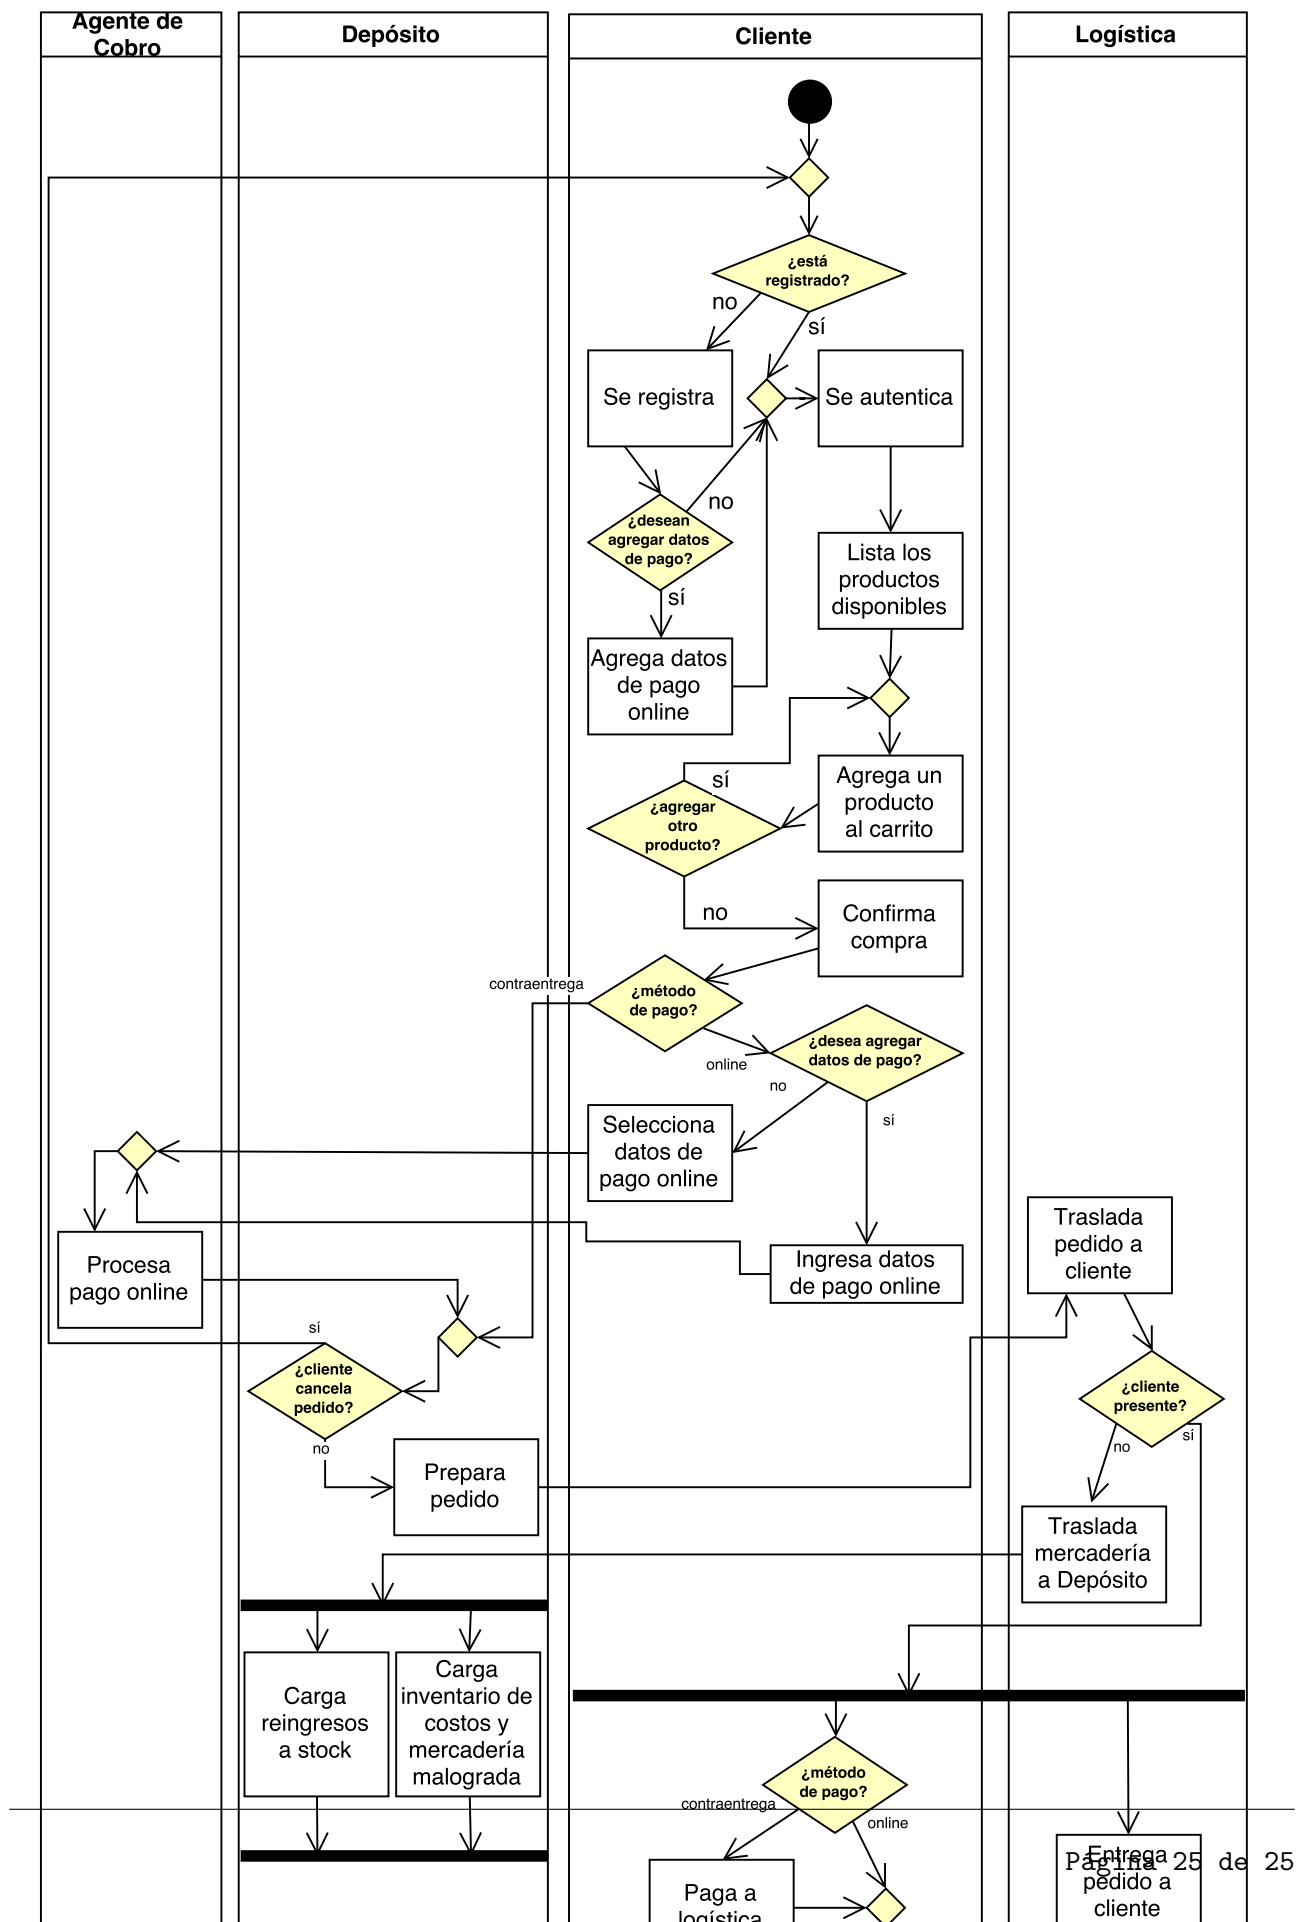 Agente de
Cobro
Depósito
Cliente
Logística
¿está
registrado?
no
sí
Se registra
Se autentica
¿desean
agregar datos
de pago?
no
sí
Lista los
productos
disponibles
Agrega datos
de pago
online
sí
¿agregar
otro
producto?
Agrega un
producto
al carrito
no
Confirma
compra
contraentrega
¿método
de pago?
online
¿desea agregar
datos de pago?
no
sí
Selecciona
datos de
pago online
Ingresa datos
de pago online
Procesa
pago online
Traslada
pedido a
cliente
sí
¿cliente
cancela
pedido?
no
Prepara
pedido
¿cliente
presente?
no
sí
Traslada
mercadería
a Depósito
Carga
reingresos
a stock
Carga
inventario de
costos y
mercadería
malograda
¿método
de pago?
contraentrega
online
Paga a
logística
Entrega
pedido a
cliente
Página 25 de 25